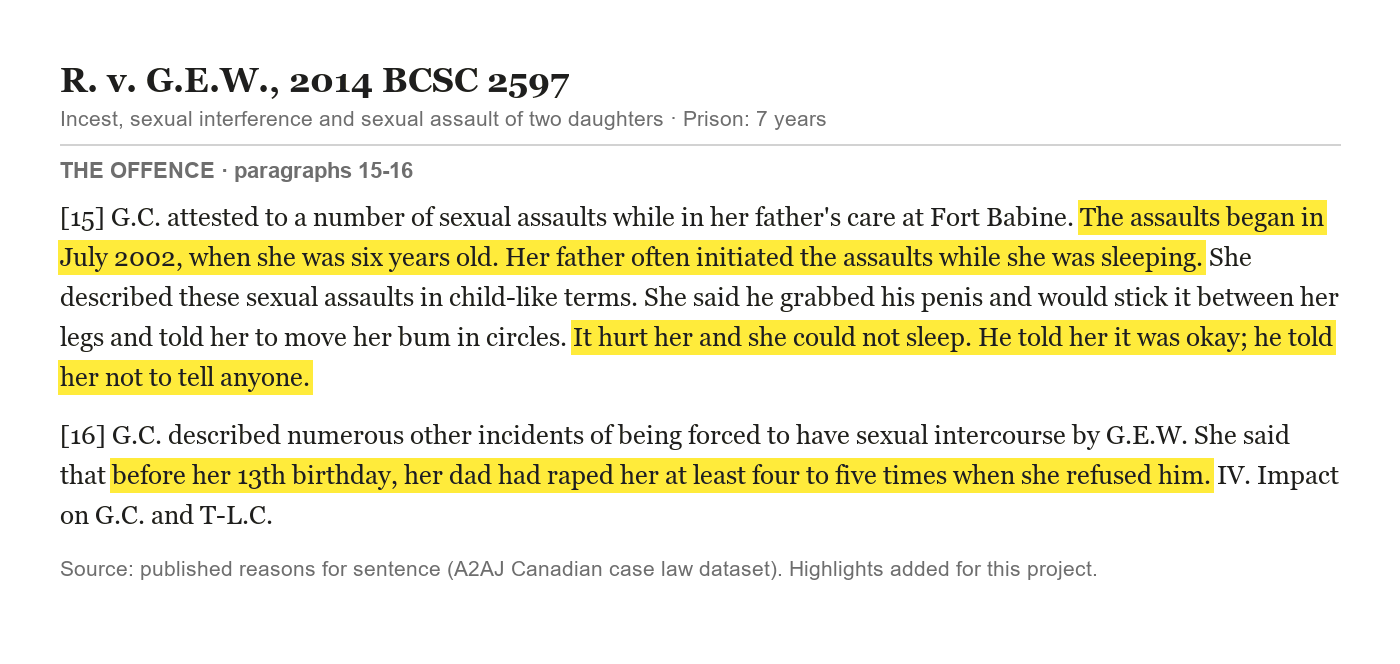 R. v. G.E.W., 2014 BCSC 2597
Incest, sexual interference and sexual assault of two daughters · Prison: 7 years
THE OFFENCE · paragraphs 15-16
[15] G.C. attested to a number of sexual assaults while in her father's care at Fort Babine. The assaults began in
July 2002, when she was six years old. Her father often initiated the assaults while she was sleeping. She
described these sexual assaults in child-like terms. She said he grabbed his penis and would stick it between her
legs and told her to move her bum in circles. It hurt her and she could not sleep. He told her it was okay; he told
her not to tell anyone.
[16] G.C. described numerous other incidents of being forced to have sexual intercourse by G.E.W. She said
that before her 13th birthday, her dad had raped her at least four to five times when she refused him. IV. Impact
on G.C. and T-L.C.
Source: published reasons for sentence (A2AJ Canadian case law dataset). Highlights added for this project.